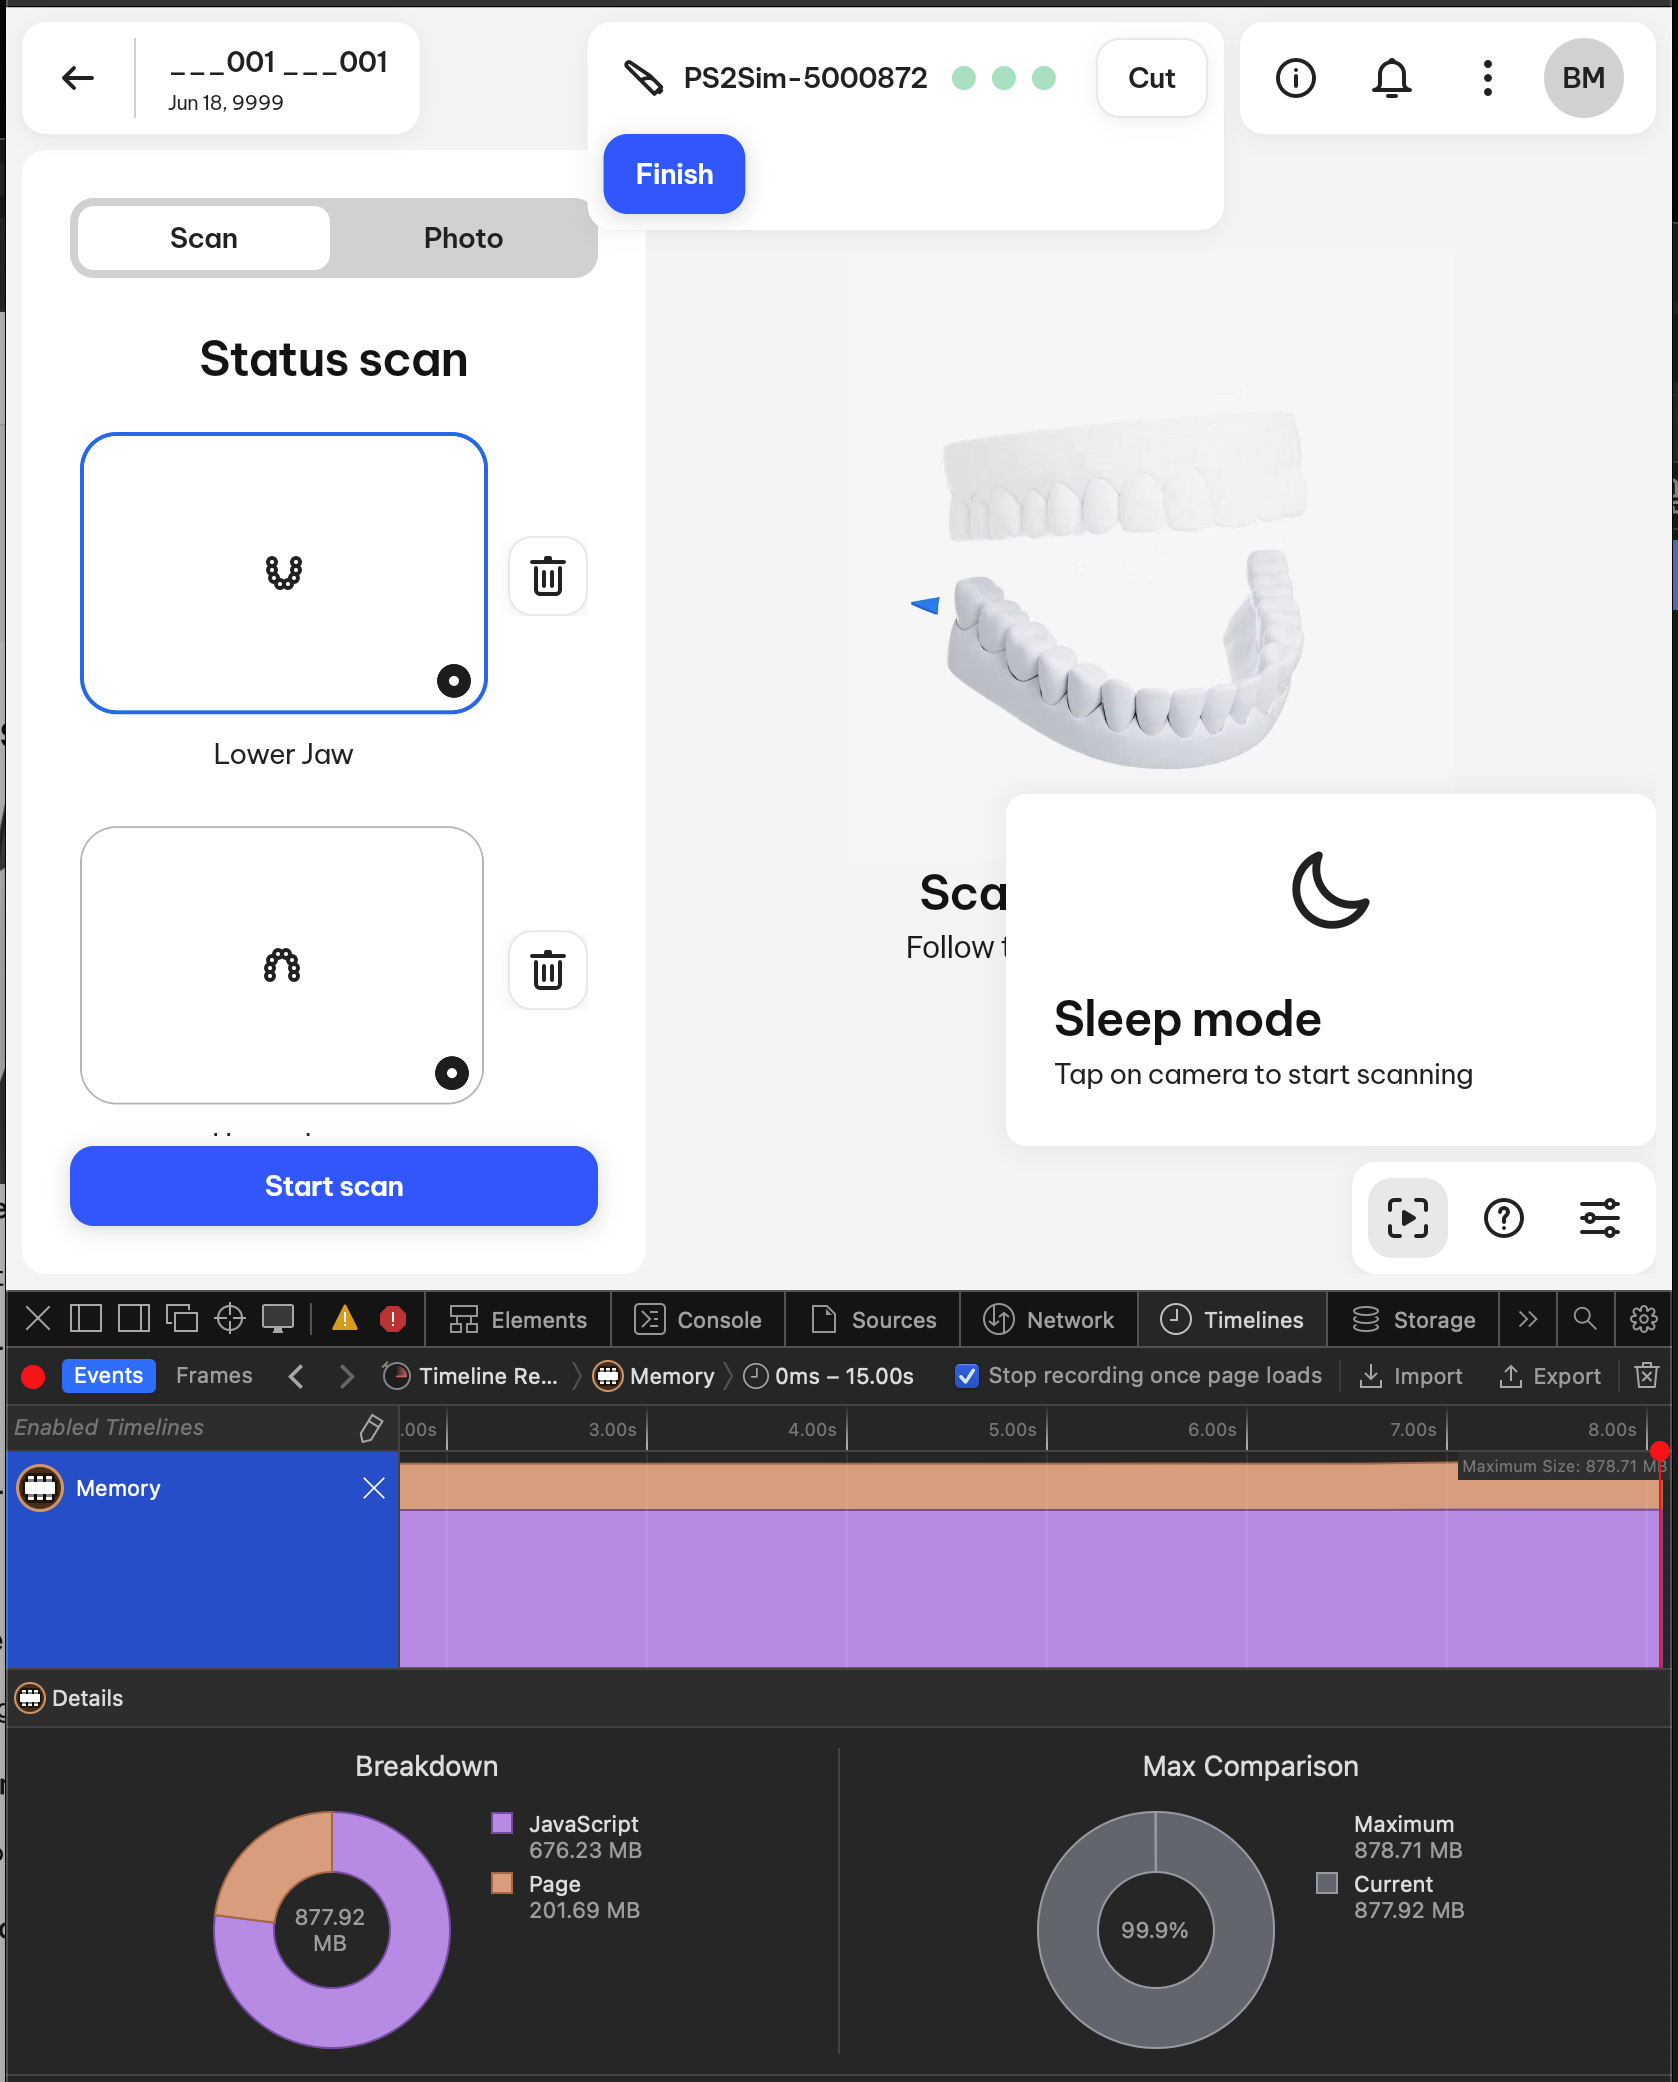 ___001 ___001
Jun 18, 9999
PS2Sim-5000872
Cut
BM
Finish
Scan
Photo
Status scan
Lower Jaw
Start scan
Follow
Sleep mode
Tap on camera to start scanning
Elements
Console
Sources
Network
Timelines
Storage
Events
Frames
Timeline Re...
Memory
0ms – 15.00s
Stop recording once page loads
Import
Export
Enabled Timelines
.00s
3.00s
4.00s
5.00s
6.00s
7.00s
8.00s
Memory
Maximum Size: 878.71 MB
Details
Breakdown
877.92
MB
JavaScript
676.23 MB
Page
201.69 MB
Max Comparison
99.9%
Maximum
878.71 MB
Current
877.92 MB